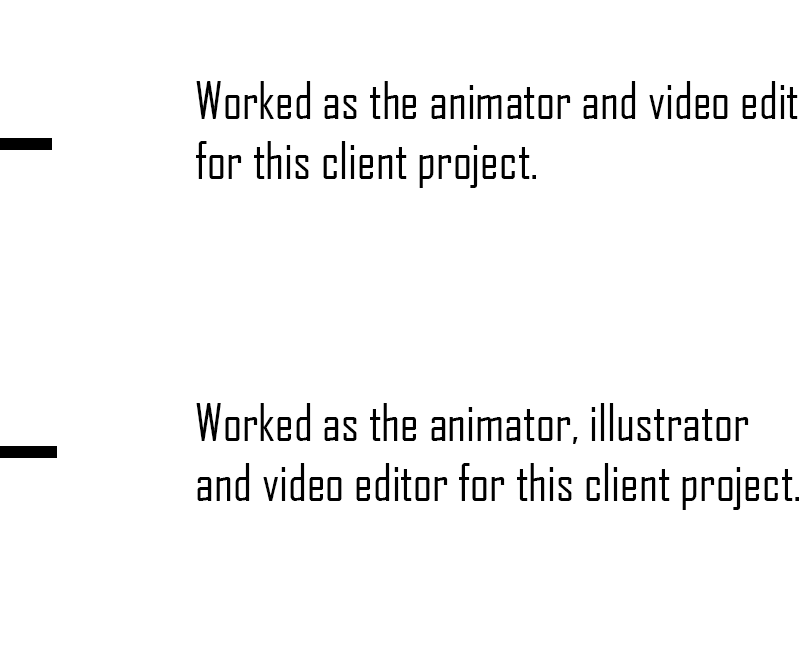 Worked as the animator and video edit
for this client project.
Worked as the animator, illustrator
and video editor for this client project.